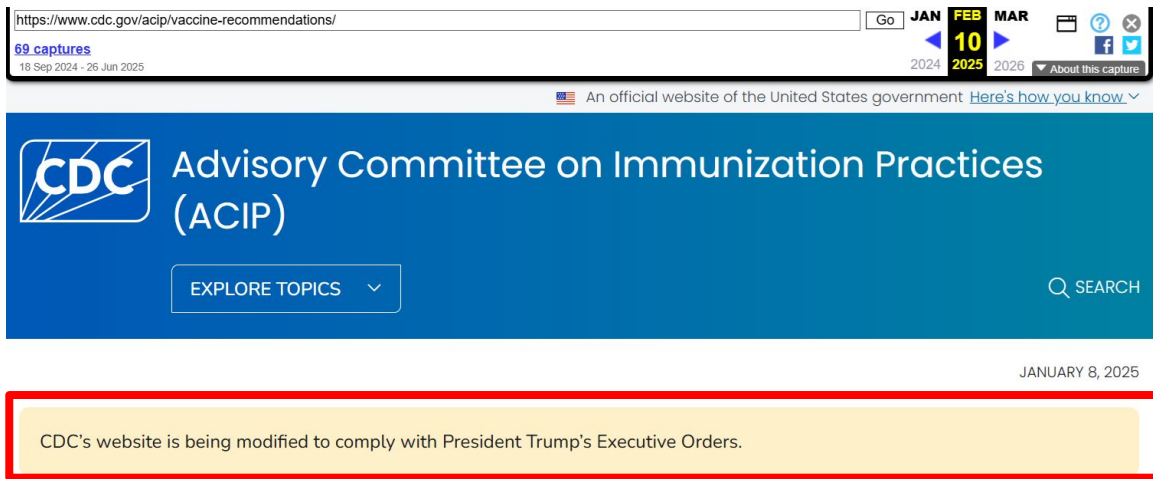 https://www.cdc.gov/acip/vaccine-recommendations/ Go JAN FEB MAR
69 captures 10
18 Sep 2024 - 26 Jun 2025 2024 2025 2026 ▼ About this capture
An official website of the United States government Here's how you know
CDC Advisory Committee on Immunization Practices
(ACIP)
EXPLORE TOPICS SEARCH
JANUARY 8, 2025
CDC's website is being modified to comply with President Trump's Executive Orders.